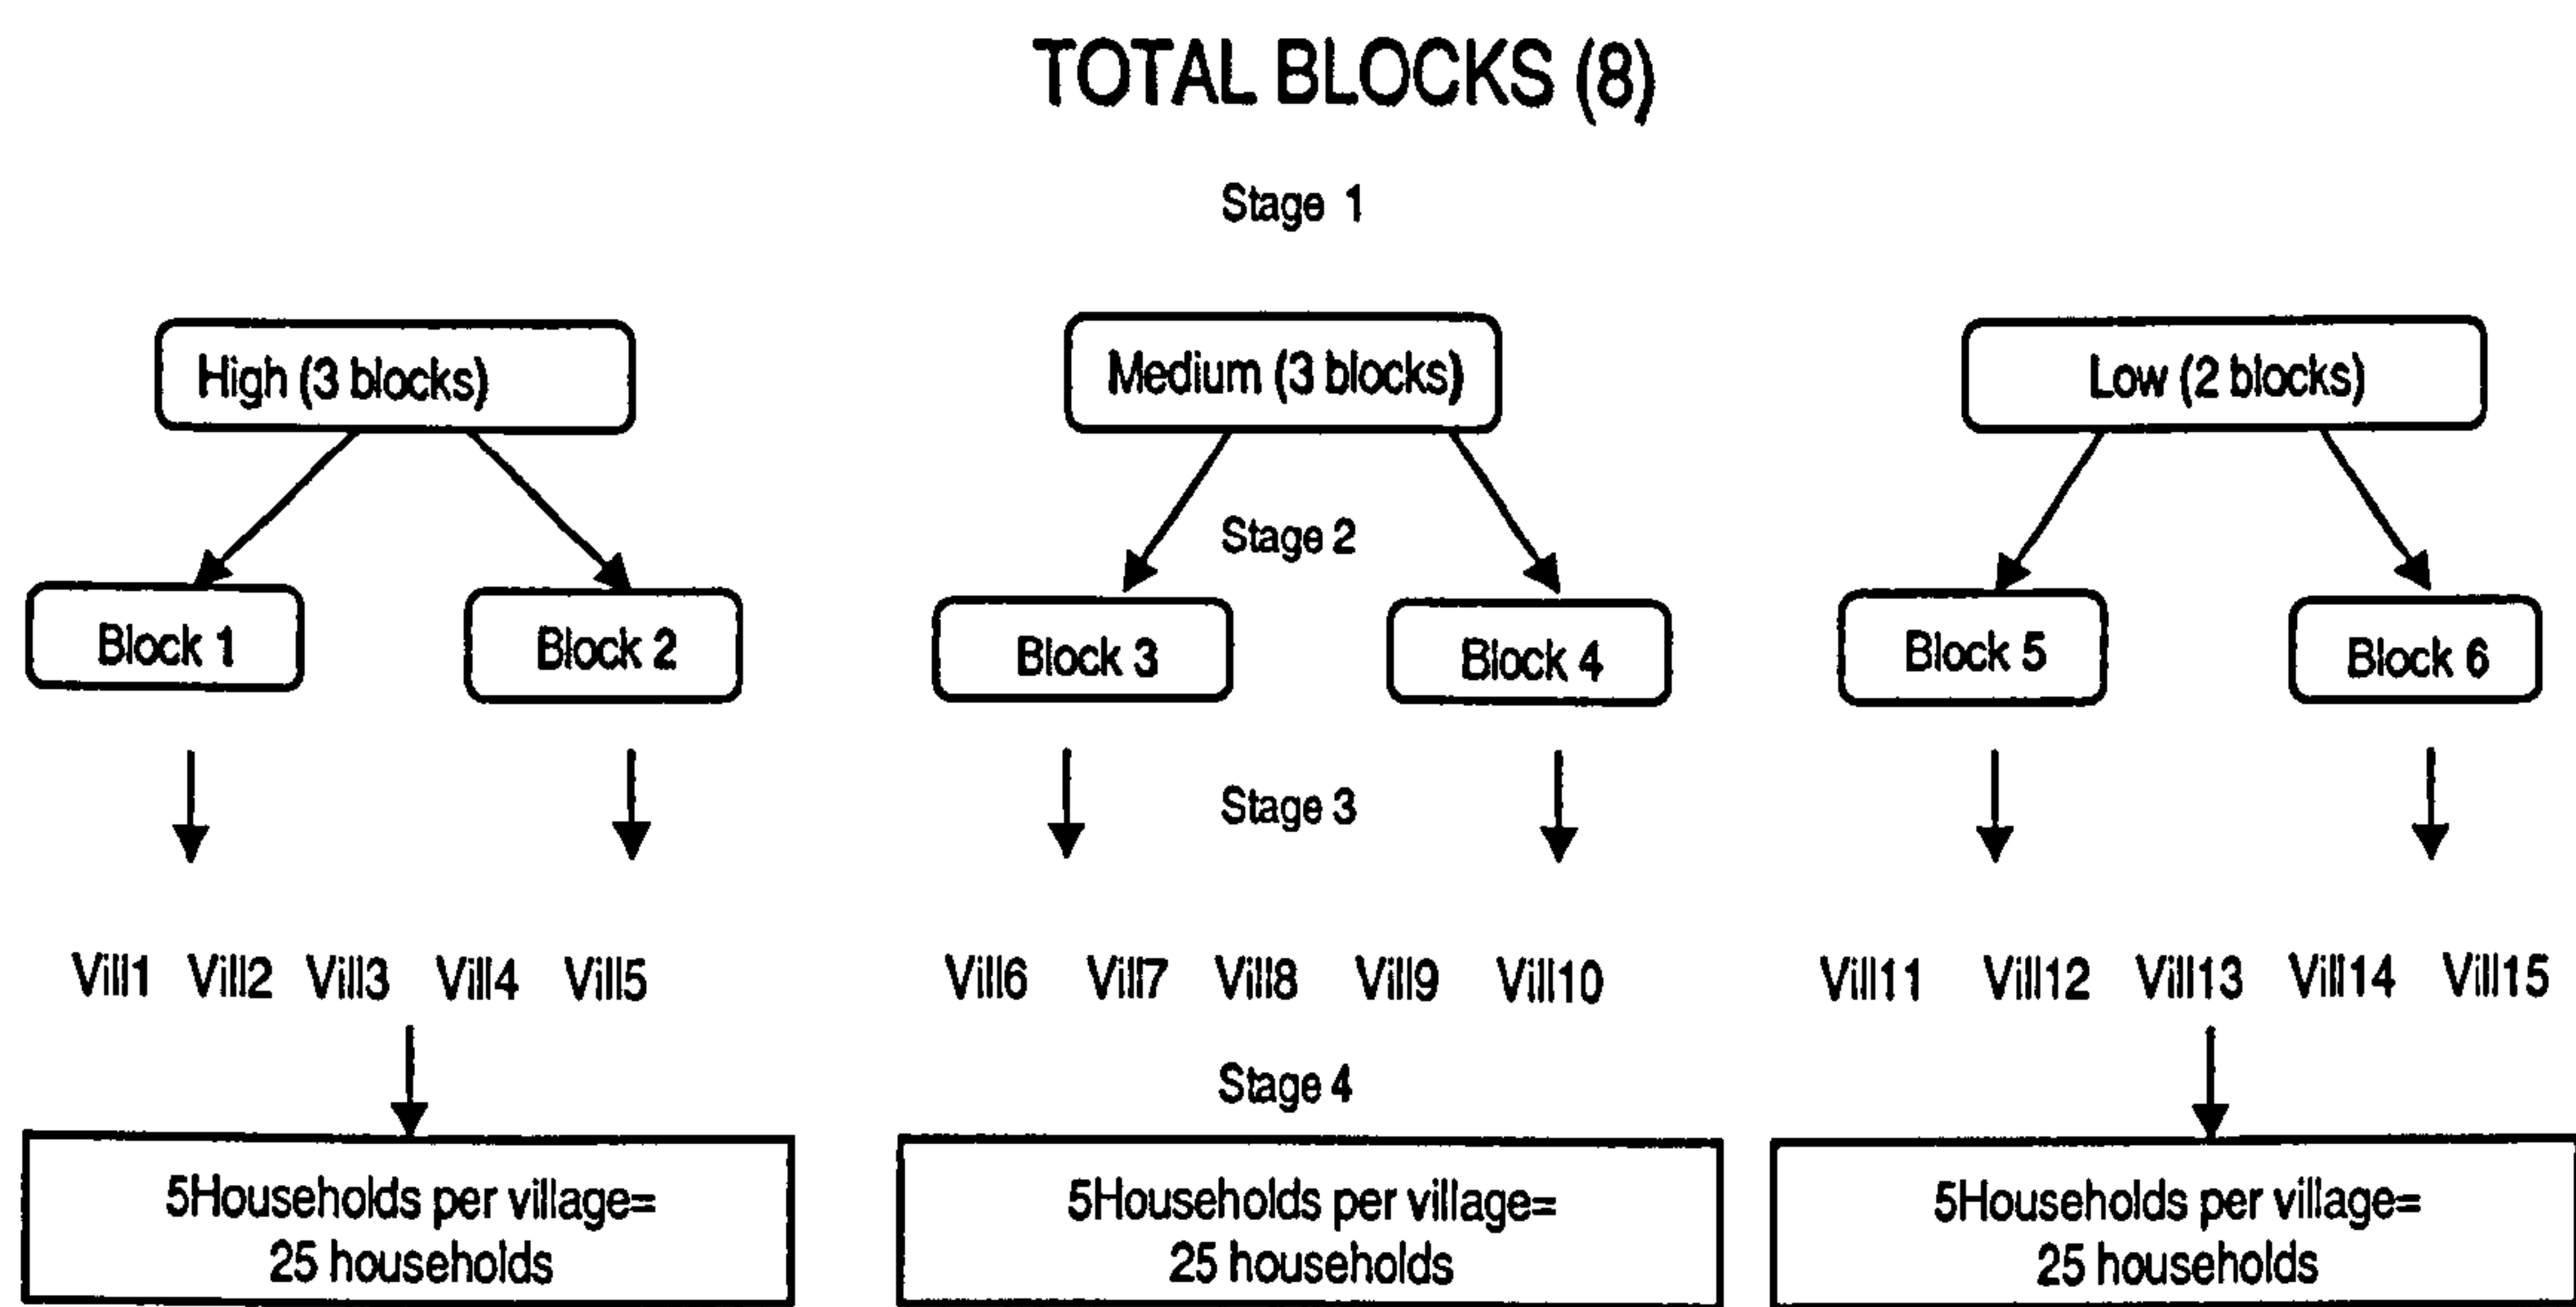 TOTAL BLOCKS (8)
Stage 1
High (3 blocks)
Medium (3 blocks)
Low (2 blocks)
Stage 2
Block 1
Block 2
Block 3
Block 4
Block 5
Block 6
Stage 3
Vill1 Vill2 Vill3 Vill4 Vill5
Vill6 Vill7 Vill8 Vill9 Vill10
Vill11 Vill12 Vill13 Vill14 Vill15
Stage 4
5Households per village=
25 households
5Households per village=
25 households
5Households per village=
25 households